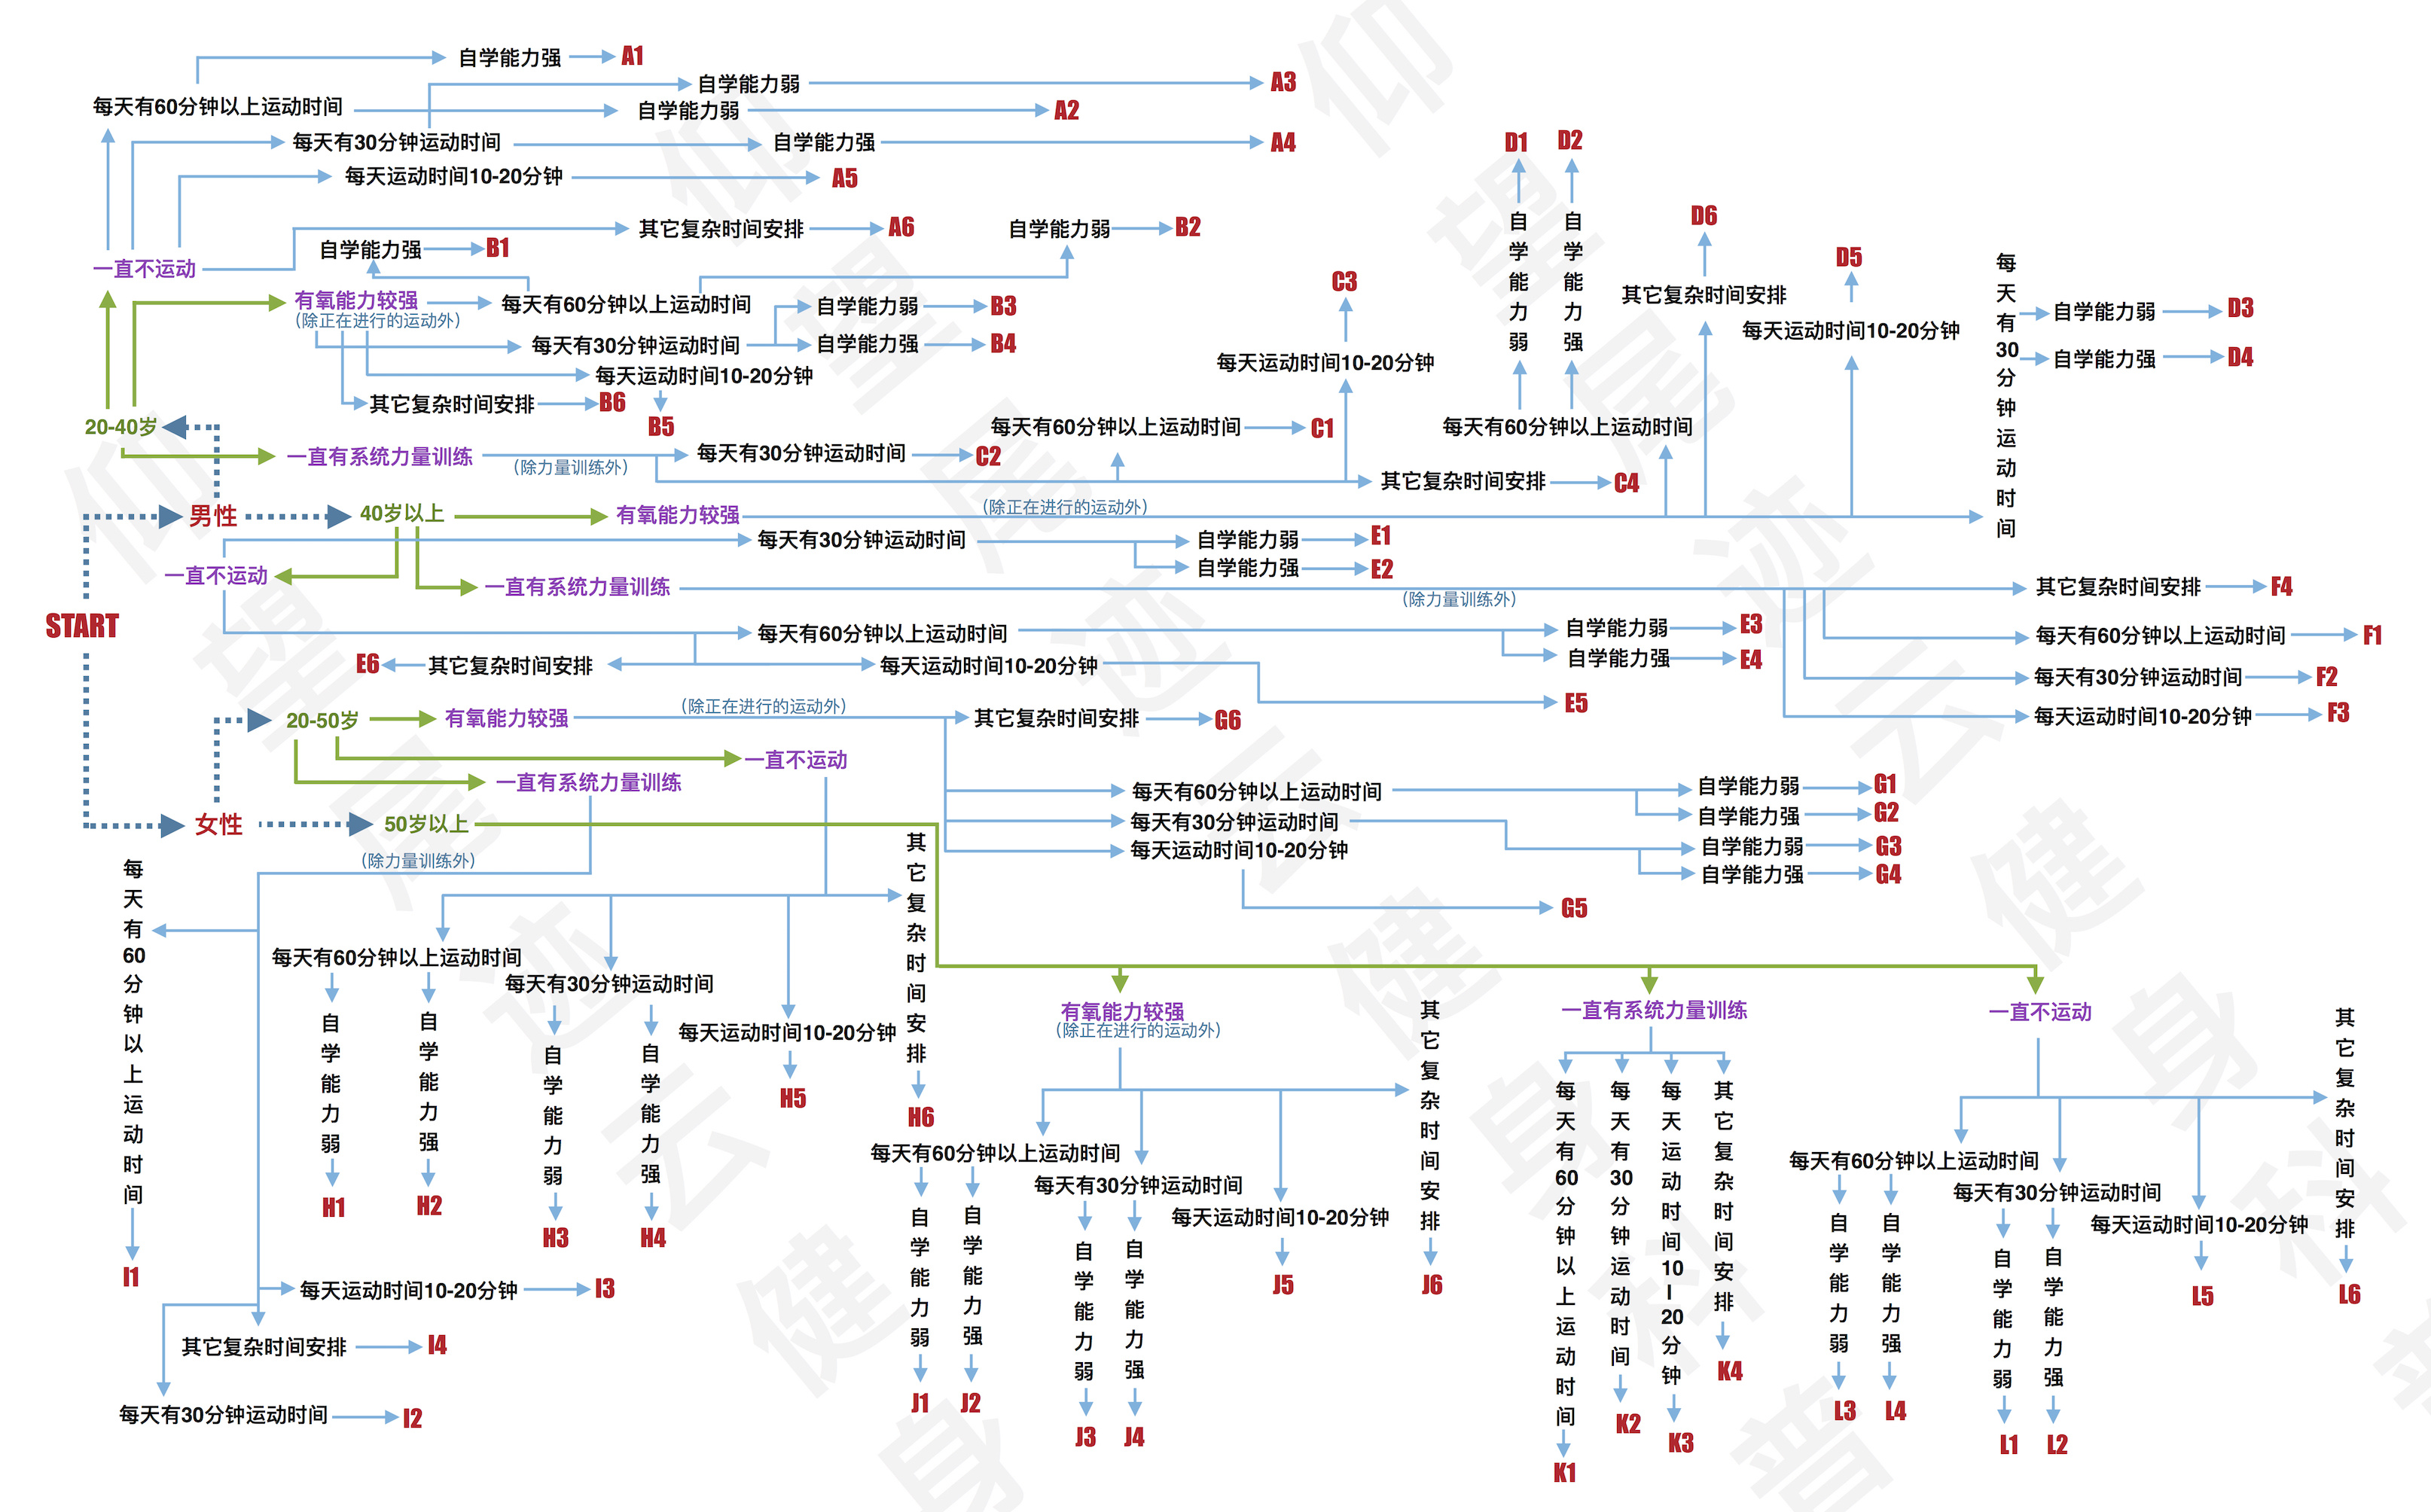 自学能力强 A1
自学能力弱 A3
每天有60分钟以上运动时间 自学能力弱 A2
每天有30分钟运动时间 自学能力强 A4
每天运动时间10-20分钟 A5
其它复杂时间安排 A6
一直不运动
自学能力强 B1
自学能力弱 B2
有氧能力较强
(除正在进行的运动外)
每天有60分钟以上运动时间
自学能力弱 B3
每天有30分钟运动时间 自学能力强 B4
每天运动时间10-20分钟
其它复杂时间安排 B6
B5
20-40岁
一直有系统力量训练
(除力量训练外)
每天有30分钟运动时间 C2
每天有60分钟以上运动时间 C1
每天运动时间10-20分钟
C3
其它复杂时间安排 C4
D1
D2
自学能力弱
自学能力强
每天有60分钟以上运动时间
D6
其它复杂时间安排
D5
每天运动时间10-20分钟
每天有30分钟运动时间
自学能力弱 D3
自学能力强 D4
男性
40岁以上
有氧能力较强
(除正在进行的运动外)
每天有30分钟运动时间
自学能力弱 E1
自学能力强 E2
一直不运动
一直有系统力量训练
(除力量训练外)
其它复杂时间安排 F4
START
每天有60分钟以上运动时间
自学能力弱 E3
自学能力强 E4
每天有60分钟以上运动时间 F1
E6 其它复杂时间安排
每天运动时间10-20分钟
E5
每天有30分钟运动时间 F2
每天运动时间10-20分钟 F3
20-50岁
有氧能力较强
(除正在进行的运动外)
其它复杂时间安排 G6
一直不运动
一直有系统力量训练
每天有60分钟以上运动时间
自学能力弱 G1
自学能力强 G2
每天有30分钟运动时间
自学能力弱 G3
自学能力强 G4
每天运动时间10-20分钟
G5
女性
50岁以上
(除力量训练外)
每天有60分钟以上运动时间
I1
每天有60分钟以上运动时间
自学能力弱
H1
自学能力强
H2
每天有30分钟运动时间
自学能力弱
H3
自学能力强
H4
每天运动时间10-20分钟
H5
其它复杂时间安排
H6
每天运动时间10-20分钟 I3
其它复杂时间安排 I4
每天有30分钟运动时间 I2
有氧能力较强
(除正在进行的运动外)
每天有60分钟以上运动时间
自学能力弱
J1
自学能力强
J2
每天有30分钟运动时间
自学能力弱
J3
自学能力强
J4
每天运动时间10-20分钟
J5
其它复杂时间安排
J6
一直有系统力量训练
每天有60分钟以上运动时间
K1
每天有30分钟运动时间
K2
每天运动时间10-20分钟
K3
其它复杂时间安排
K4
一直不运动
每天有60分钟以上运动时间
自学能力弱
L3
自学能力强
L4
每天有30分钟运动时间
自学能力弱
L1
自学能力强
L2
每天运动时间10-20分钟
L5
其它复杂时间安排
L6
仰望尾迹云健身科普
仰望尾迹云健身科普
仰望尾迹云健身